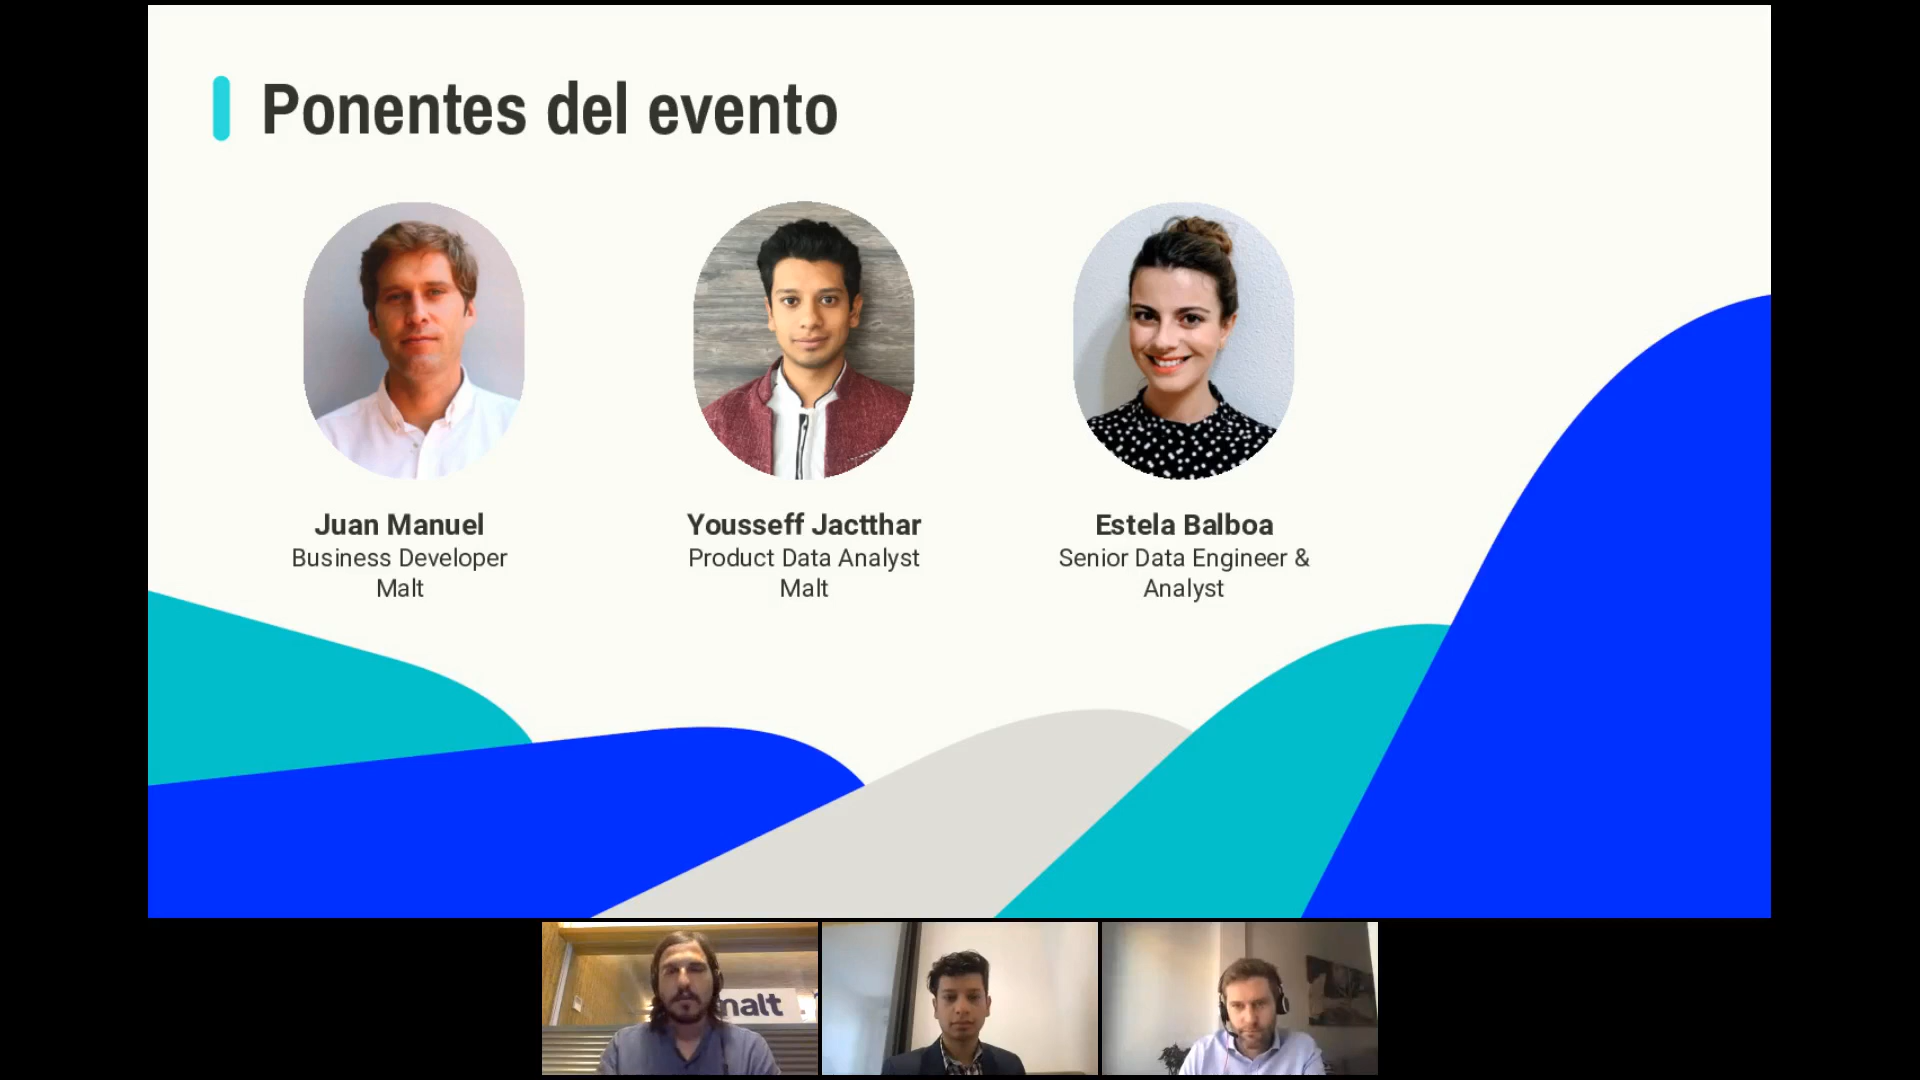 Ponentes del evento
Juan Manuel
Business Developer
Malt
Yousseff Jactthar
Product Data Analyst
Malt
Estela Balboa
Senior Data Engineer &
Analyst
malt